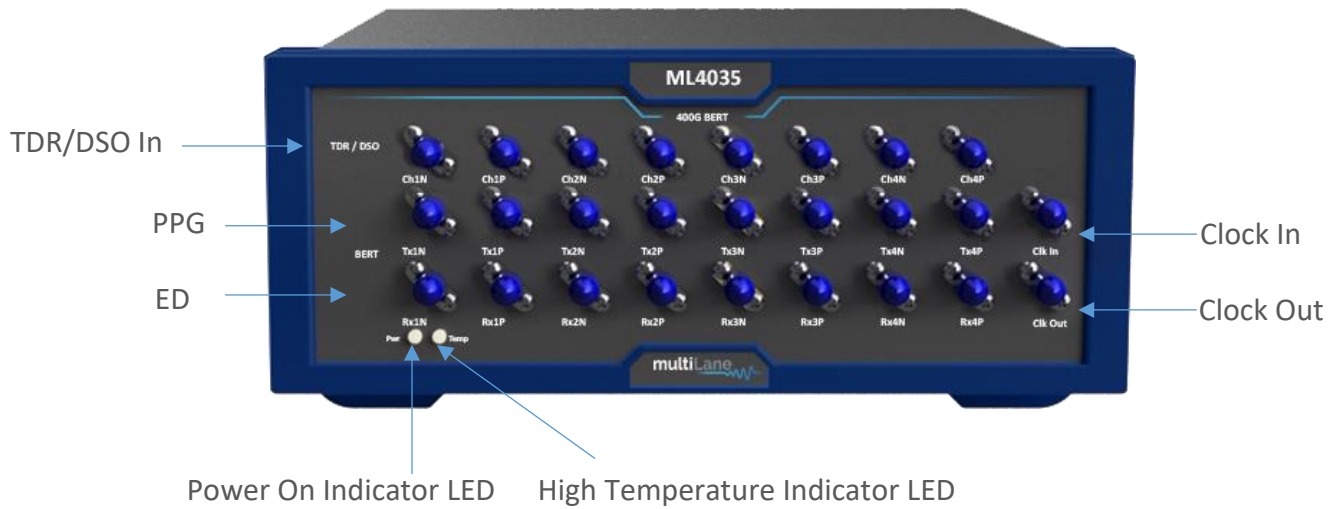 ML4035
400G BERT
TDR/DSO In
TDR / DSO
Ch1N Ch1P Ch2N Ch2P Ch3N Ch3P Ch4N Ch4P
PPG
Clock In
BERT Tx1N Tx1P Tx2N Tx2P Tx3N Tx3P Tx4N Tx4P Clk In
ED
Clock Out
Rx1N Rx1P Rx2N Rx2P Rx3N Rx3P Rx4N Rx4P Clk Out
Pwr Temp
multiLane
Power On Indicator LED High Temperature Indicator LED